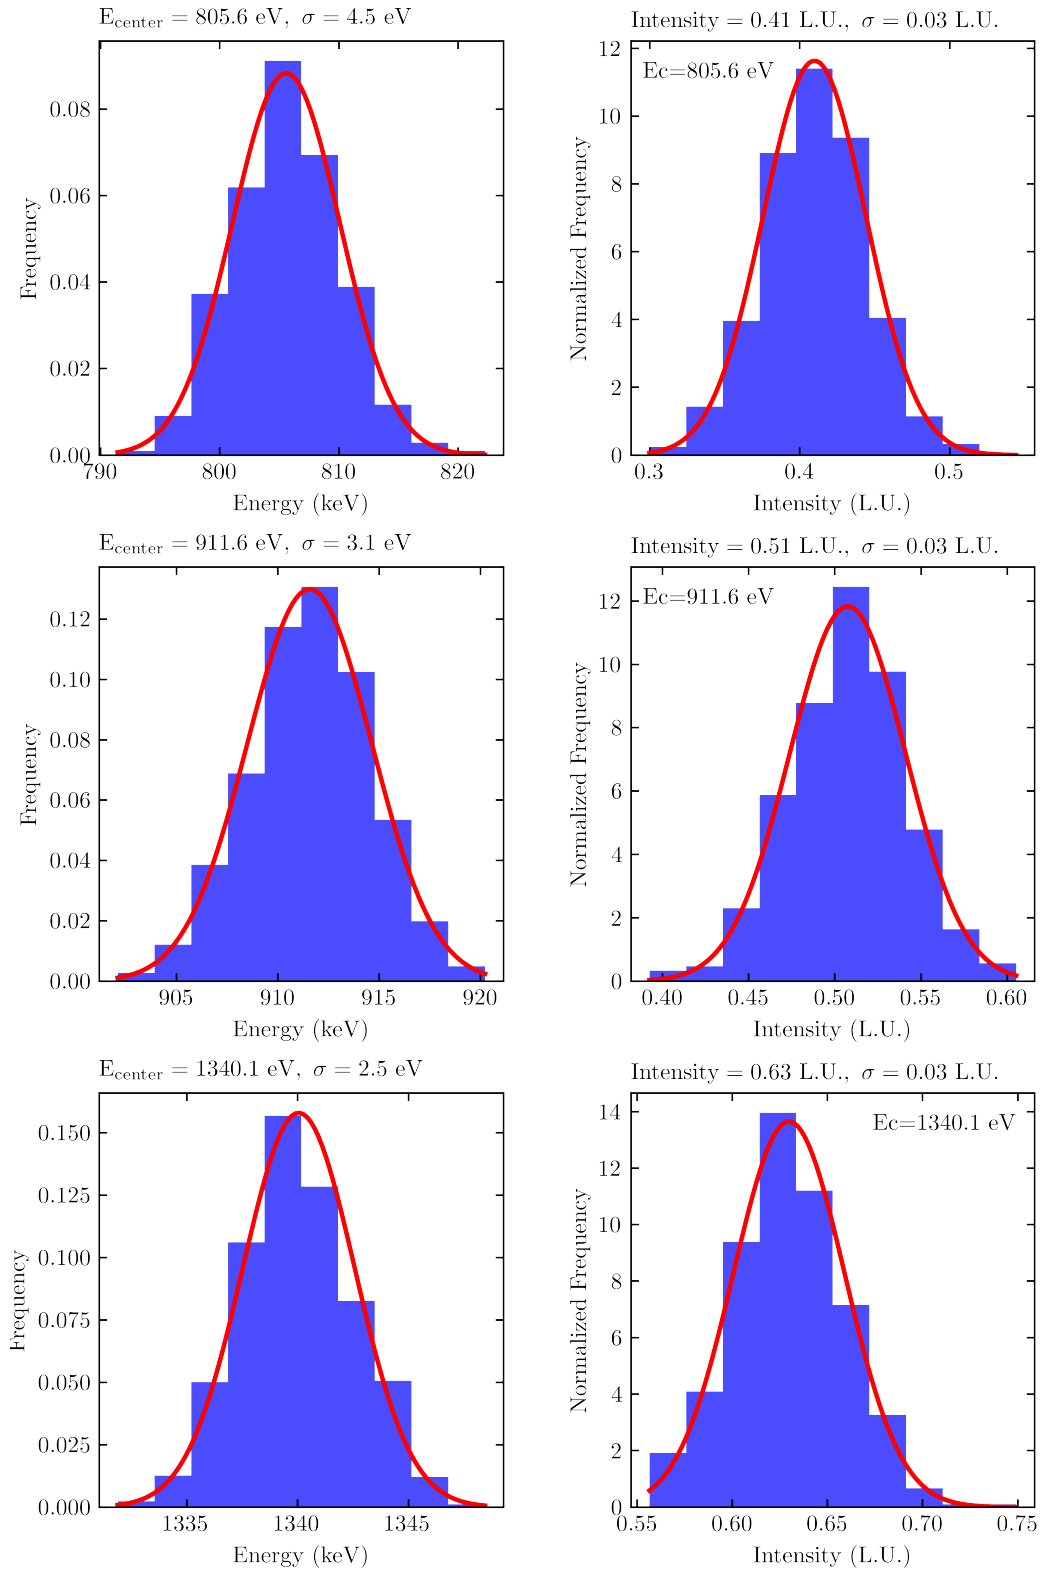 E_center = 805.6 eV, σ = 4.5 eV
0.08
0.06
0.04
0.02
0.00
Frequency
790 800 810 820
Energy (keV)
Intensity = 0.41 L.U., σ = 0.03 L.U.
Ec=805.6 eV
12
10
8
6
4
2
0
Normalized Frequency
0.3 0.4 0.5
Intensity (L.U.)
E_center = 911.6 eV, σ = 3.1 eV
0.12
0.10
0.08
0.06
0.04
0.02
0.00
Frequency
905 910 915 920
Energy (keV)
Intensity = 0.51 L.U., σ = 0.03 L.U.
Ec=911.6 eV
12
10
8
6
4
2
0
Normalized Frequency
0.40 0.45 0.50 0.55 0.60
Intensity (L.U.)
E_center = 1340.1 eV, σ = 2.5 eV
0.150
0.125
0.100
0.075
0.050
0.025
0.000
Frequency
1335 1340 1345
Energy (keV)
Intensity = 0.63 L.U., σ = 0.03 L.U.
Ec=1340.1 eV
14
12
10
8
6
4
2
0
Normalized Frequency
0.55 0.60 0.65 0.70 0.75
Intensity (L.U.)